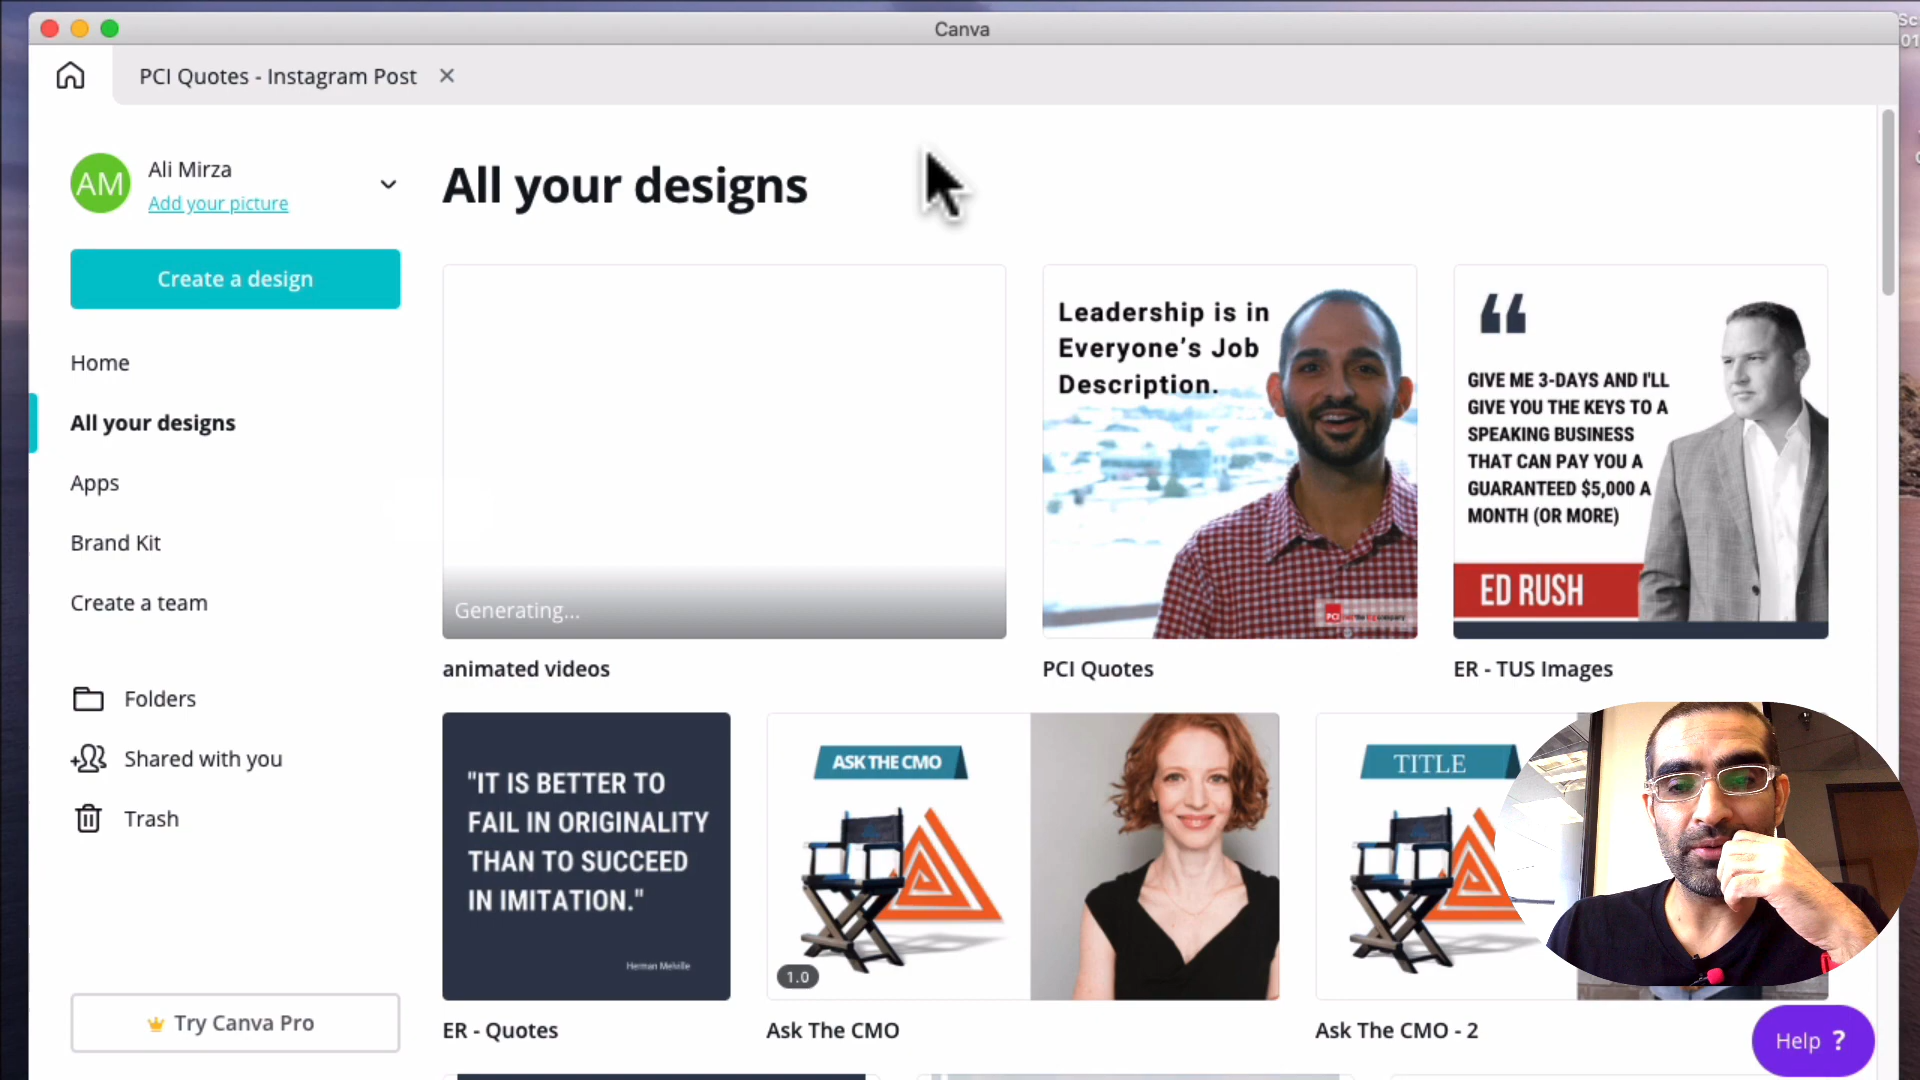 Canva
Sc
01
PCI Quotes - Instagram Post
AM
Ali Mirza
Add your picture
All your designs
Create a design
Home
All your designs
Apps
Brand Kit
Create a team
Folders
Shared with you
Trash
Try Canva Pro
Generating...
animated videos
Leadership is in
Everyone's Job
Description.
PCI
PCI Quotes
GIVE ME 3-DAYS AND I'LL
GIVE YOU THE KEYS TO A
SPEAKING BUSINESS
THAT CAN PAY YOU A
GUARANTEED $5,000 A
MONTH (OR MORE)
ED RUSH
ER - TUS Images
"IT IS BETTER TO
FAIL IN ORIGINALITY
THAN TO SUCCEED
IN IMITATION."
Herman Melville
ER - Quotes
ASK THE CMO
1.0
Ask The CMO
TITLE
Ask The CMO - 2
Help ?